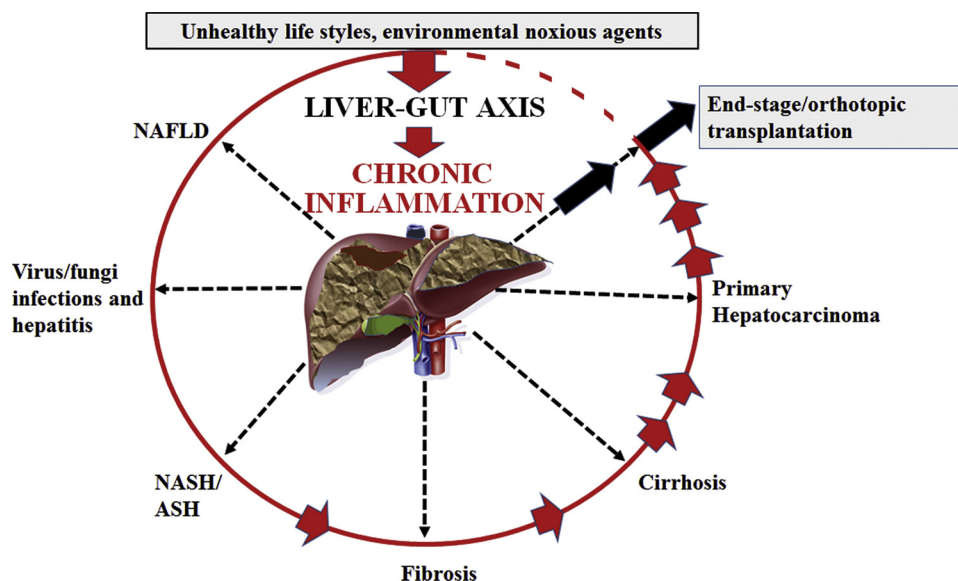 Unhealthy life styles, environmental noxious agents
LIVER-GUT AXIS
End-stage/orthotopic
transplantation
NAFLD
CHRONIC
INFLAMMATION
Virus/fungi
infections and
hepatitis
Primary
Hepatocarcinoma
NASH/
ASH
Cirrhosis
Fibrosis